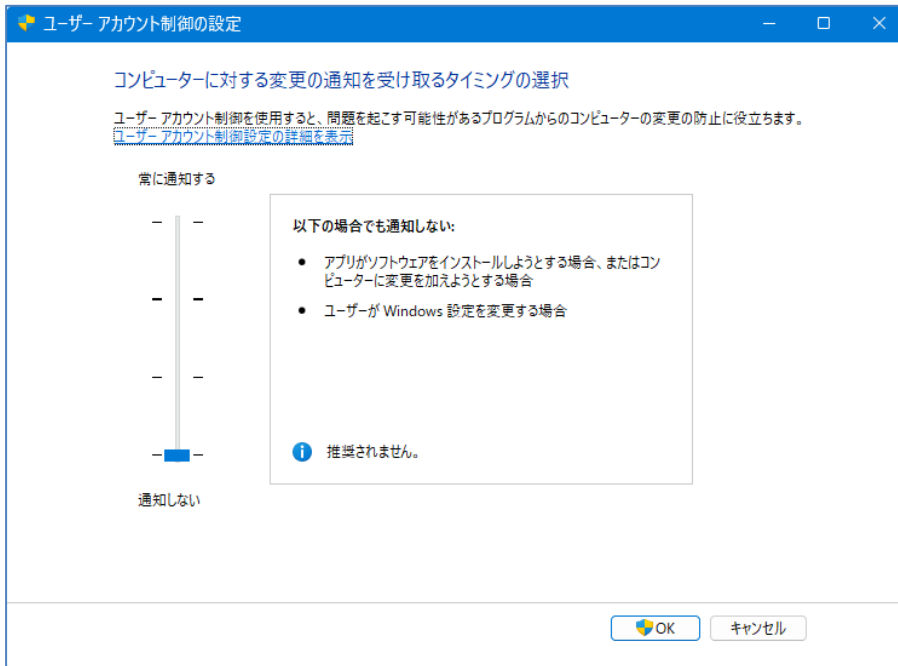 ユーザー アカウント制御の設定
コンピューターに対する変更の通知を受け取るタイミングの選択
ユーザー アカウント制御を使用すると、問題を起こす可能性があるプログラムからのコンピューターの変更の防止に役立ちます。
ユーザー アカウント制御設定の詳細を表示
常に通知する
以下の場合でも通知しない:
● アプリがソフトウェアをインストールしようとする場合、またはコン
ピューターに変更を加えようとする場合
● ユーザーが Windows 設定を変更する場合
推奨されません。
通知しない
OK キャンセル